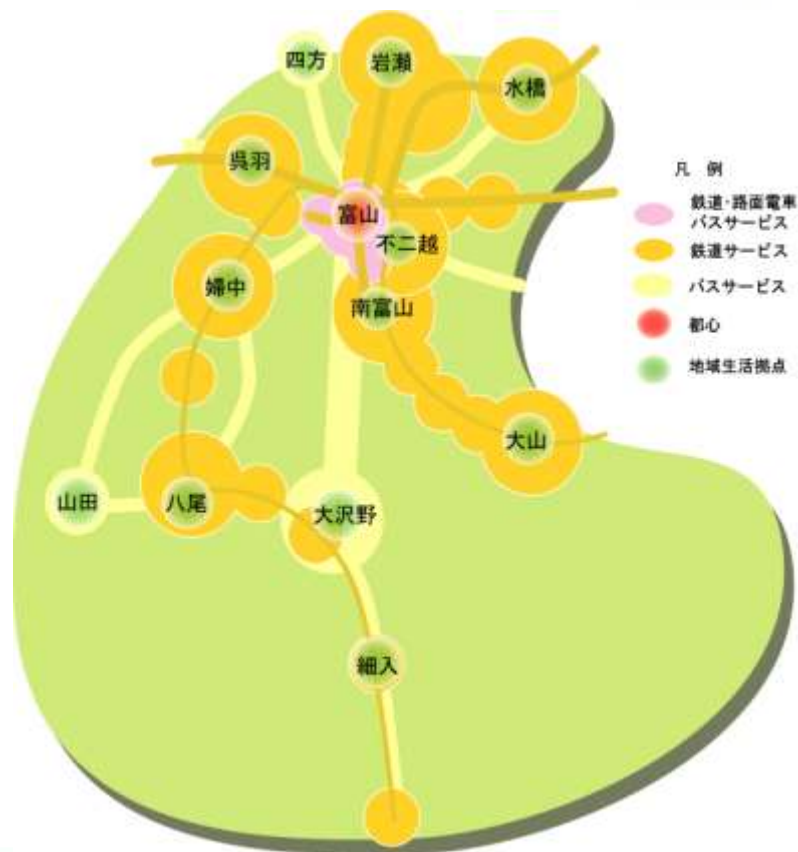 四方
岩瀬
水橋
呉羽
凡 例
富山
鉄道・路面電車
バスサービス
不二越
鉄道サービス
婦中
バスサービス
南富山
都心
地域生活拠点
大山
山田
八尾
大沢野
細入